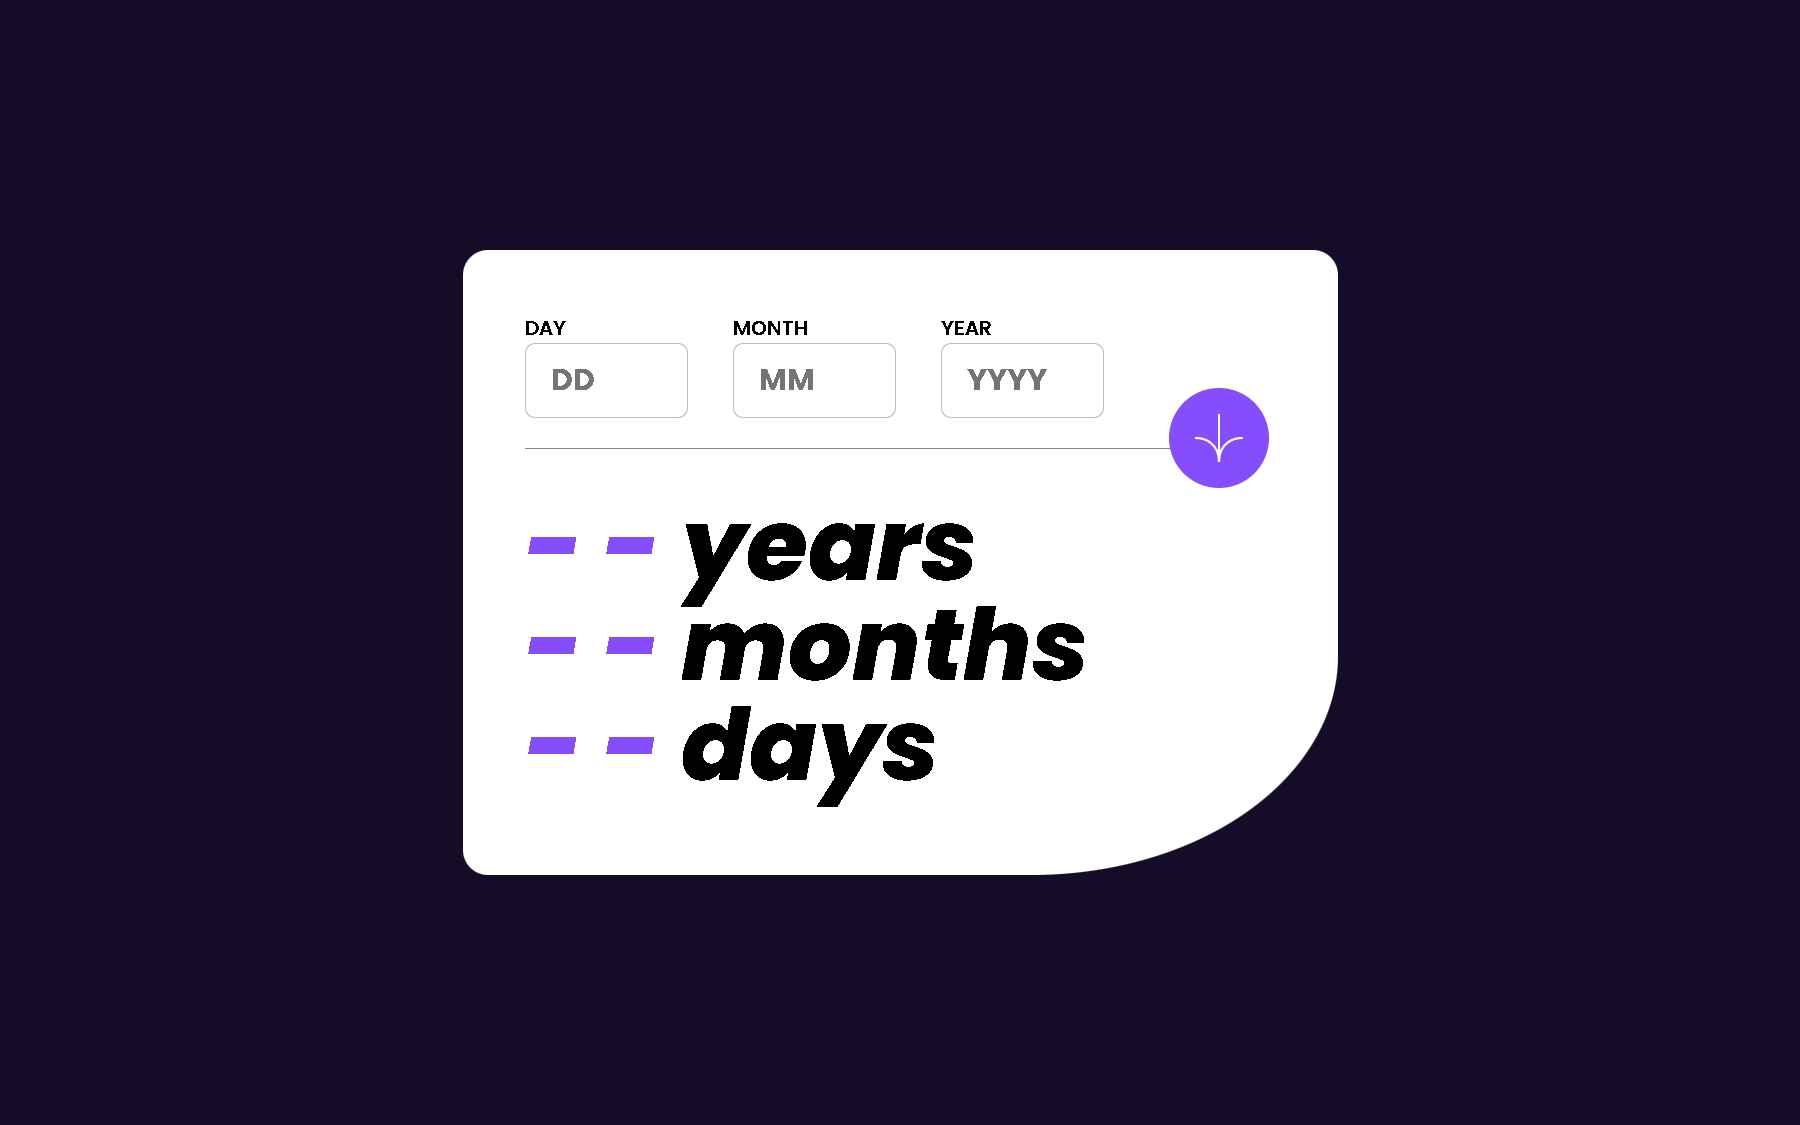 DAY MONTH YEAR
DD MM YYYY
- - years
- - months
- - days